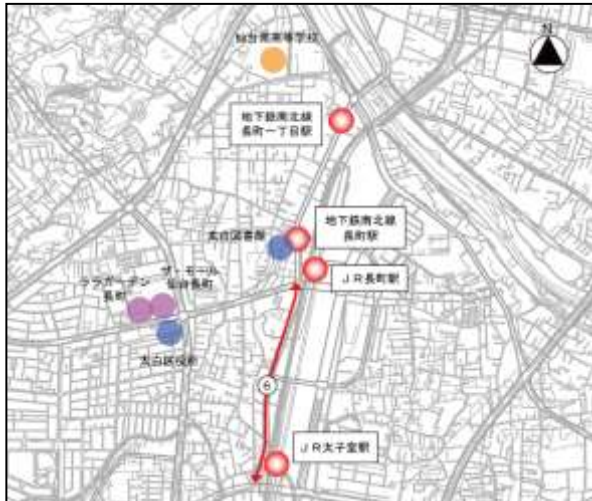 仙台南高等学校
N
地下鉄南北線
長町一丁目駅
太白図書館
地下鉄南北線
長町駅
JR長町駅
ザ・モール
仙台長町
ララガーデン
長町
太白区役所
6
JR太子堂駅